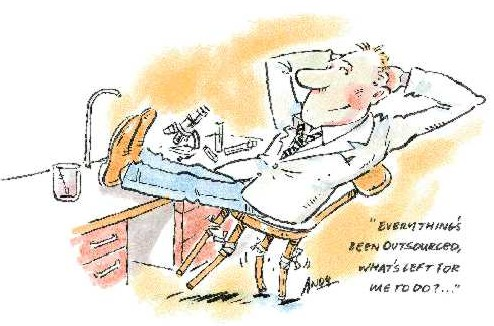 "EVERYTHING'S
BEEN OUTSOURCED,
WHAT'S LEFT FOR
ME TO DO?..."
ANDY